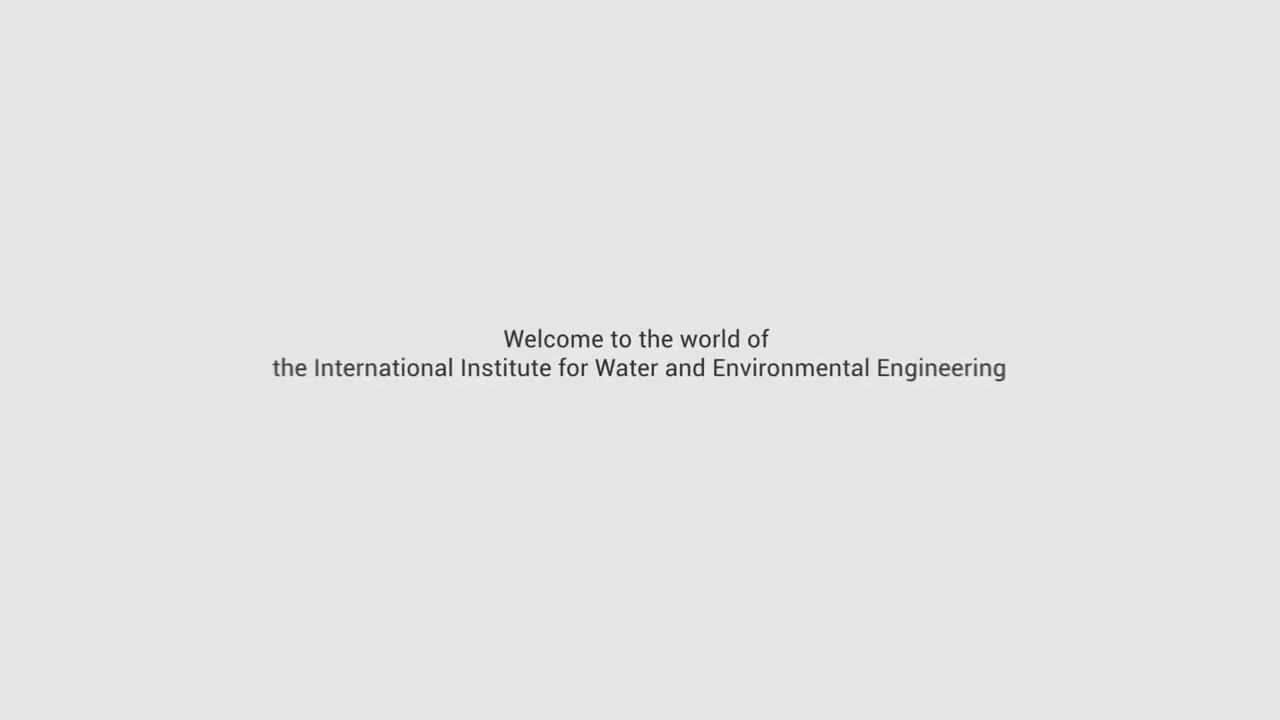 Welcome to the world of
the International Institute for Water and Environmental Engineering